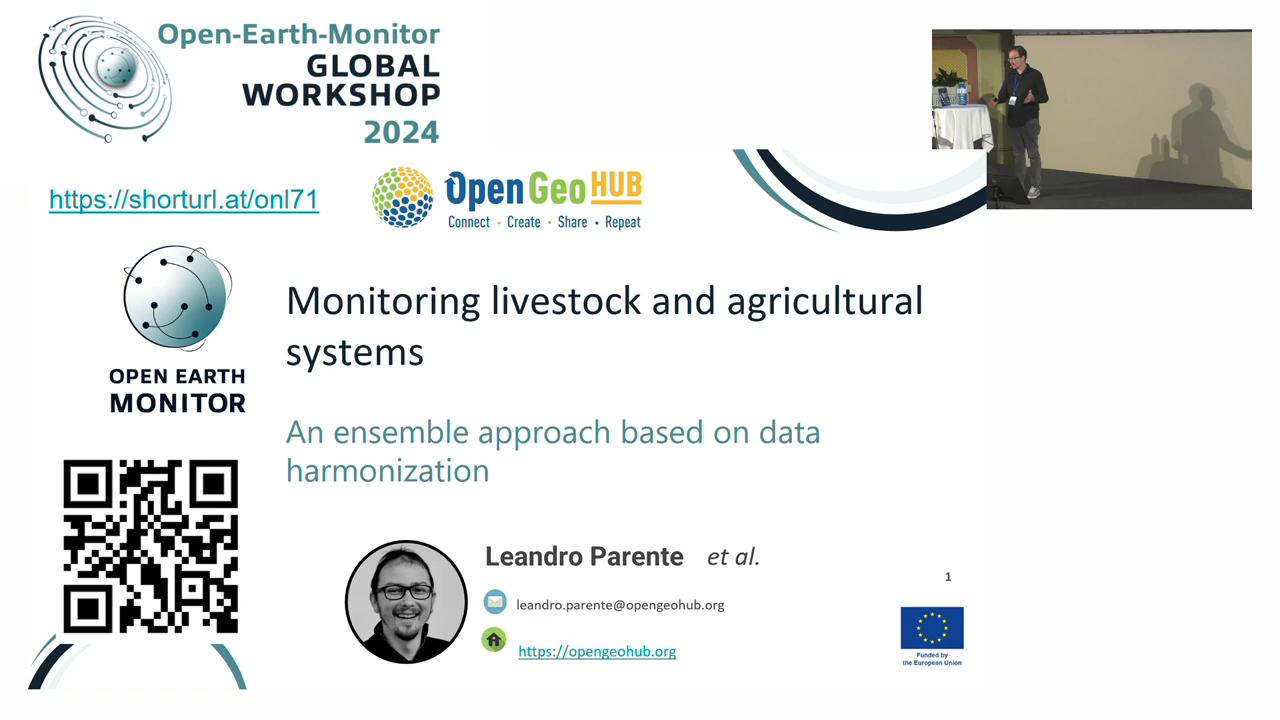 Open-Earth-Monitor
GLOBAL
WORKSHOP
2024
https://shorturl.at/onl71
OpenGeoHUB
Connect • Create • Share • Repeat
OPEN EARTH
MONITOR
Monitoring livestock and agricultural
systems
An ensemble approach based on data
harmonization
Leandro Parente et al.
leandro.parente@opengeohub.org
https://opengeohub.org
1
Funded by
the European Union